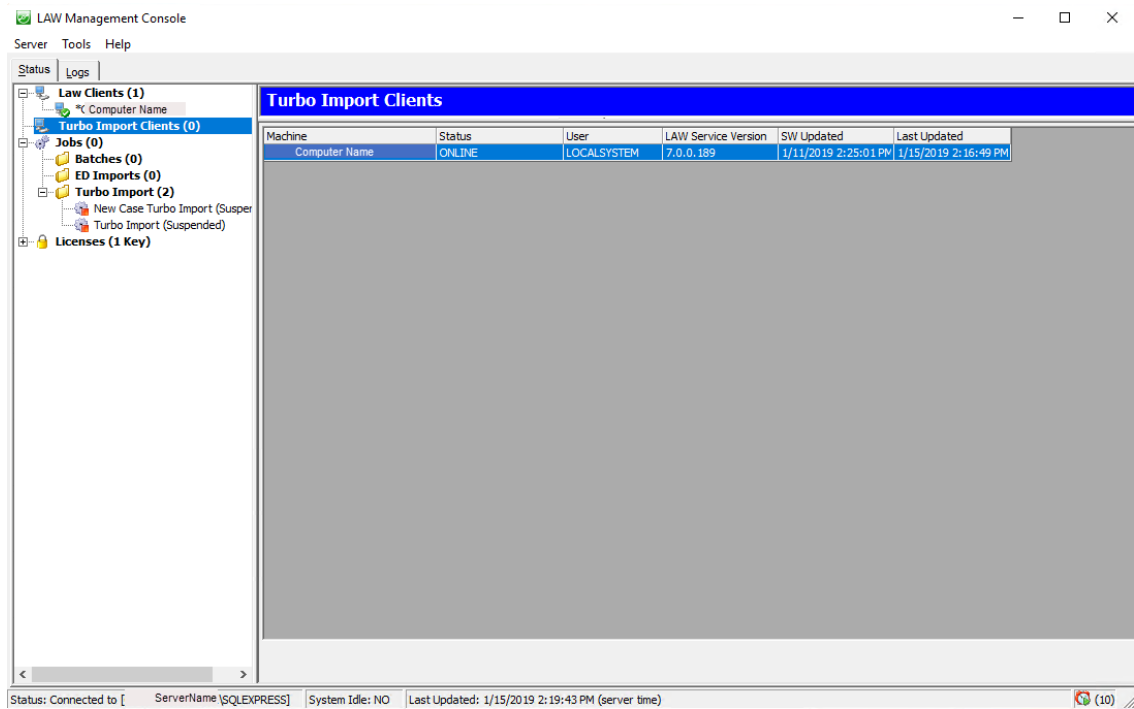 LAW Management Console
Server Tools Help
Status Logs
Law Clients (1)
*( Computer Name
Turbo Import Clients (0)
Jobs (0)
Batches (0)
ED Imports (0)
Turbo Import (2)
New Case Turbo Import (Susper
Turbo Import (Suspended)
Licenses (1 Key)
Turbo Import Clients
Machine Status User LAW Service Version SW Updated Last Updated
Computer Name ONLINE LOCALSYSTEM 7.0.0.189 1/11/2019 2:25:01 PM 1/15/2019 2:16:49 PM
Status: Connected to [ ServerName \SQLEXPRESS] System Idle: NO Last Updated: 1/15/2019 2:19:43 PM (server time) (10)